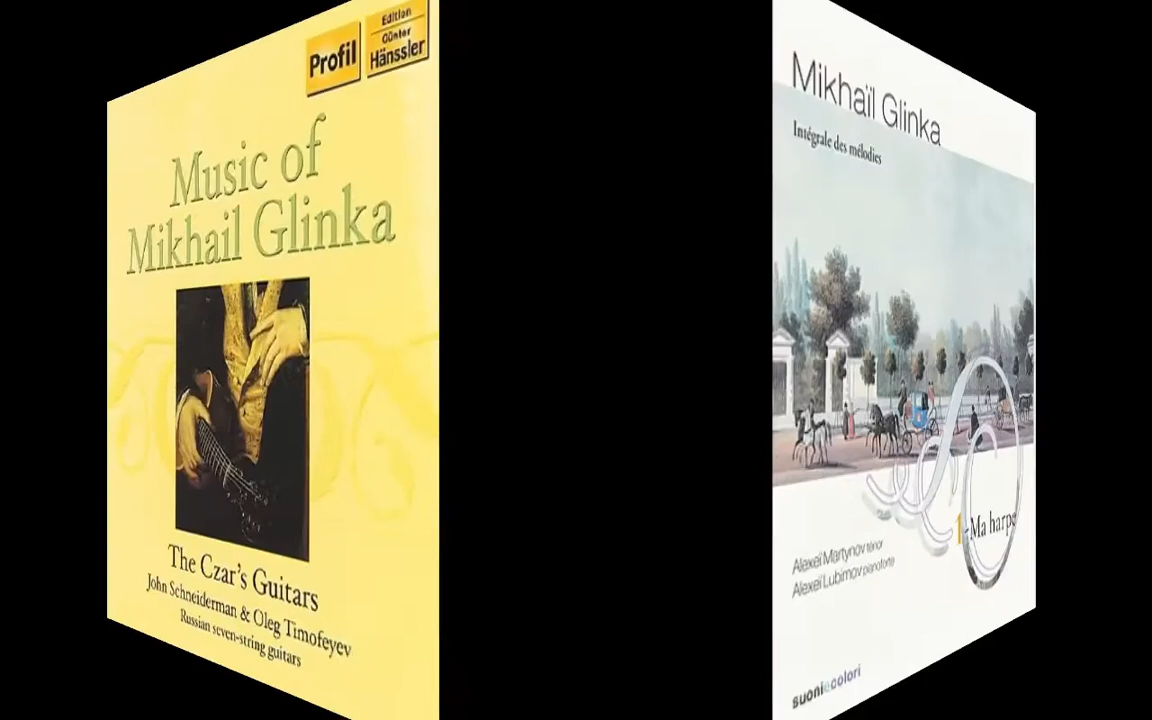 Profil
Edition
Günter
Hänssler
Music of
Mikhail Glinka
The Czar's Guitars
John Schneiderman & Oleg Timofeyev
Russian seven-string guitars
Mikhaïl Glinka
Intégrale des mélodies
1-Ma harpe
Alexeï Martynov ténor
Alexeï Lubimov pianoforte
suoniecolori